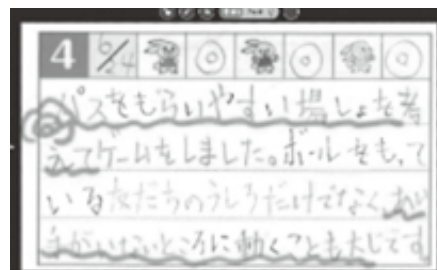 4 6/24
パスをもらいやすい場しょを考
えてゲームをしました。ボールをもって
いる友だちのうしろだけでなく、あい
手がいないところに動くことも大じです